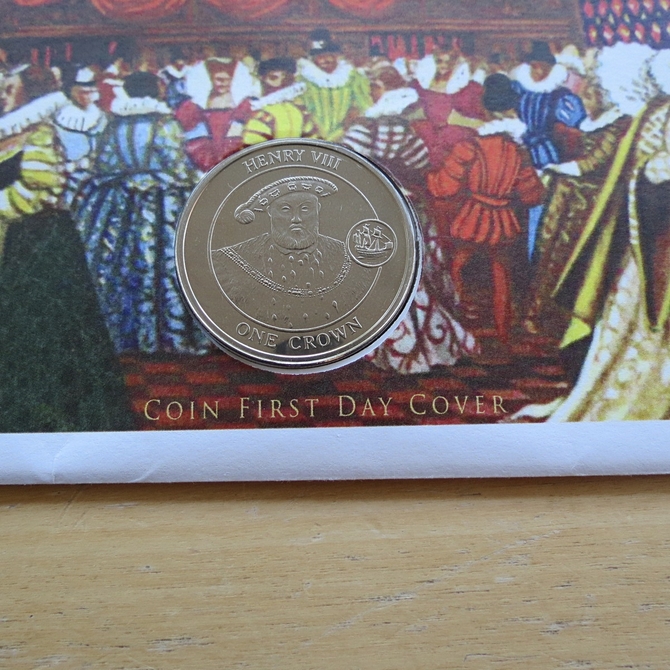 HENRY VIII
ONE CROWN
COIN FIRST DAY COVER